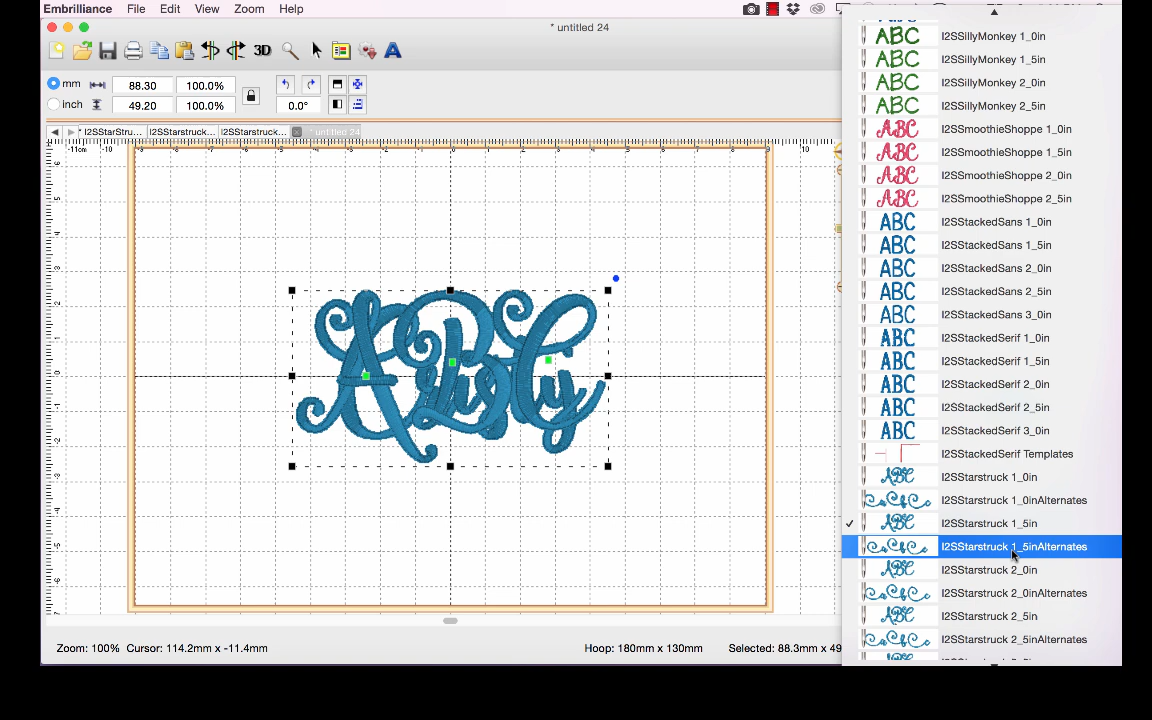 Embrilliance File Edit View Zoom Help
* untitled 24
3D A
mm 88.30 100.0%
inch 49.20 100.0% 0.0°
* I2SStarStru... I2SStarstruck... I2SStarstruck... * untitled 24
Zoom: 100% Cursor: 114.2mm x -11.4mm Hoop: 180mm x 130mm Selected: 88.3mm x 49
ABC I2SSillyMonkey 1_0in
ABC I2SSillyMonkey 1_5in
ABC I2SSillyMonkey 2_0in
ABC I2SSillyMonkey 2_5in
ABC I2SSmoothieShoppe 1_0in
ABC I2SSmoothieShoppe 1_5in
ABC I2SSmoothieShoppe 2_0in
ABC I2SSmoothieShoppe 2_5in
ABC I2SStackedSans 1_0in
ABC I2SStackedSans 1_5in
ABC I2SStackedSans 2_0in
ABC I2SStackedSans 2_5in
ABC I2SStackedSans 3_0in
ABC I2SStackedSerif 1_0in
ABC I2SStackedSerif 1_5in
ABC I2SStackedSerif 2_0in
ABC I2SStackedSerif 2_5in
ABC I2SStackedSerif 3_0in
I2SStackedSerif Templates
ABC I2SStarstruck 1_0in
I2SStarstruck 1_0inAlternates
ABC I2SStarstruck 1_5in
I2SStarstruck 1_5inAlternates
ABC I2SStarstruck 2_0in
I2SStarstruck 2_0inAlternates
ABC I2SStarstruck 2_5in
I2SStarstruck 2_5inAlternates